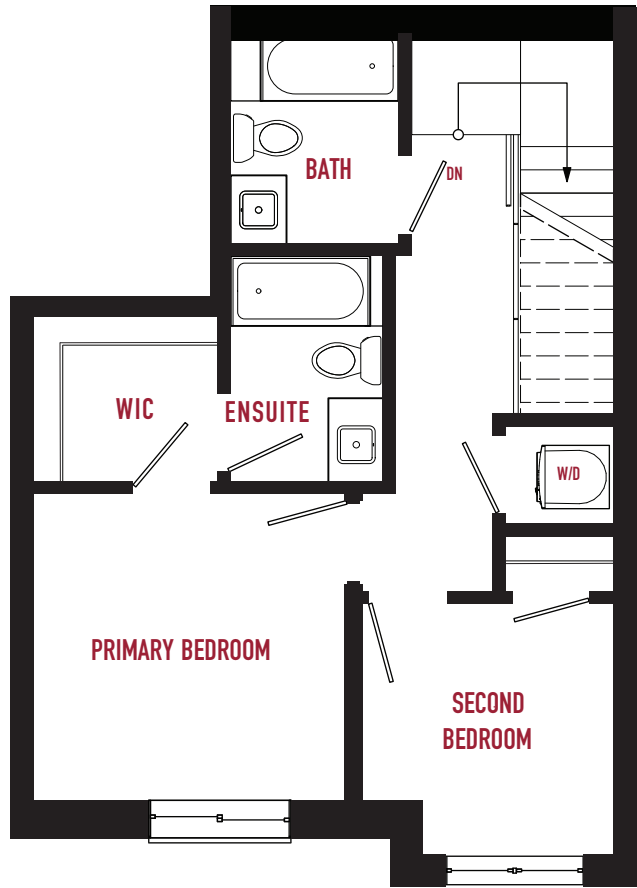 BATH
DN
WIC
ENSUITE
W/D
PRIMARY BEDROOM
SECOND
BEDROOM